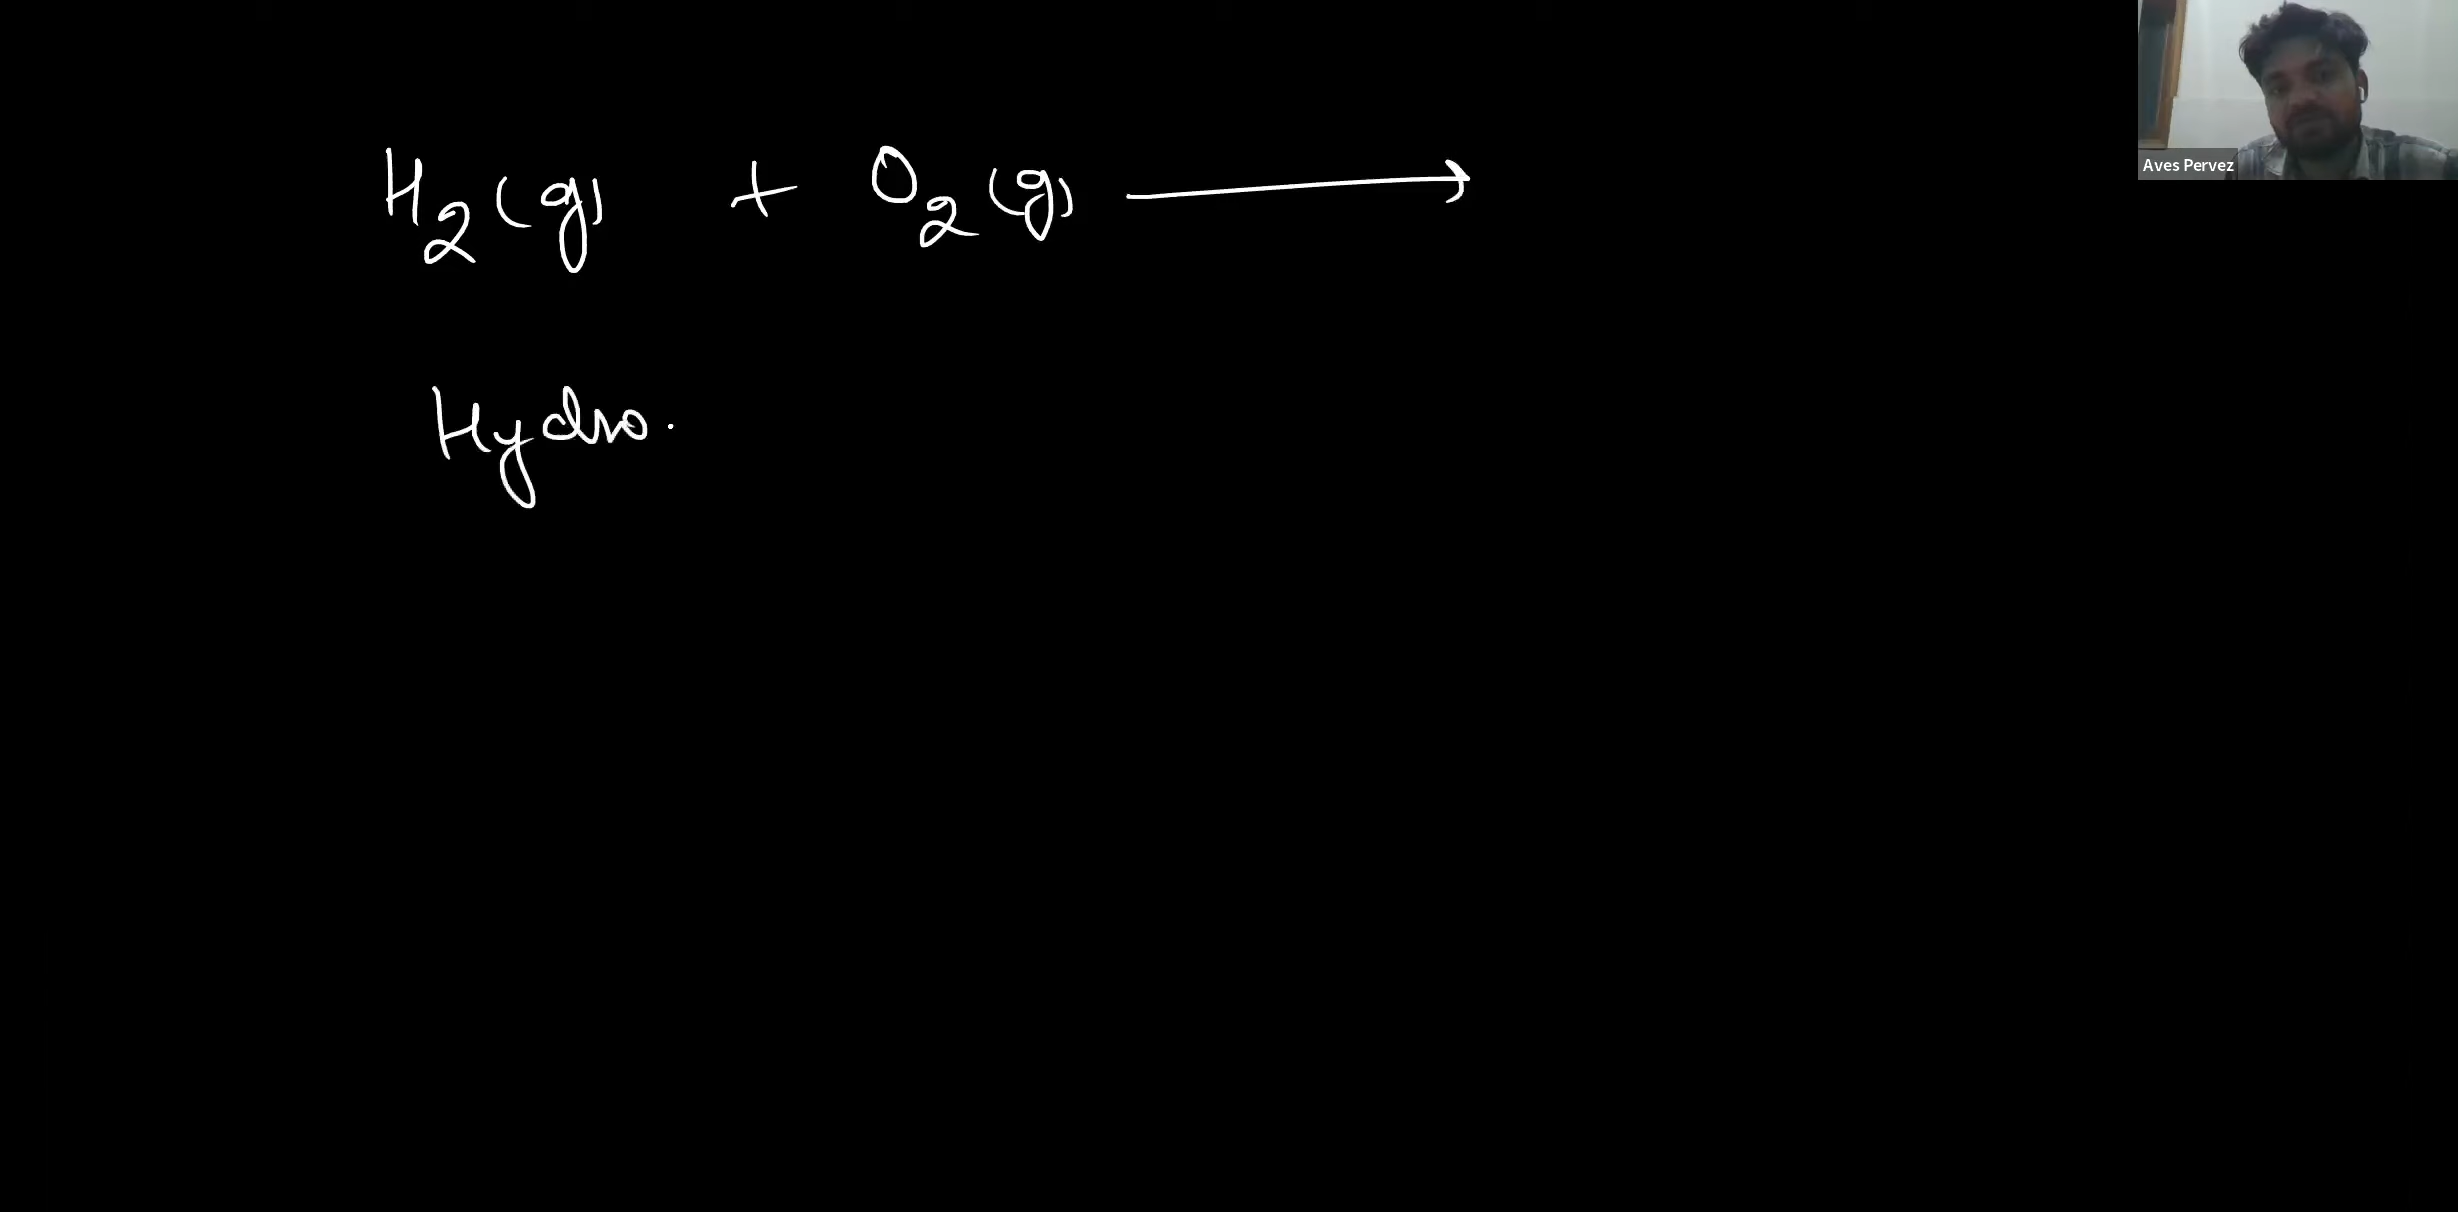 H₂(g) + O₂(g) ⟶
Aves Pervez
Hydro.